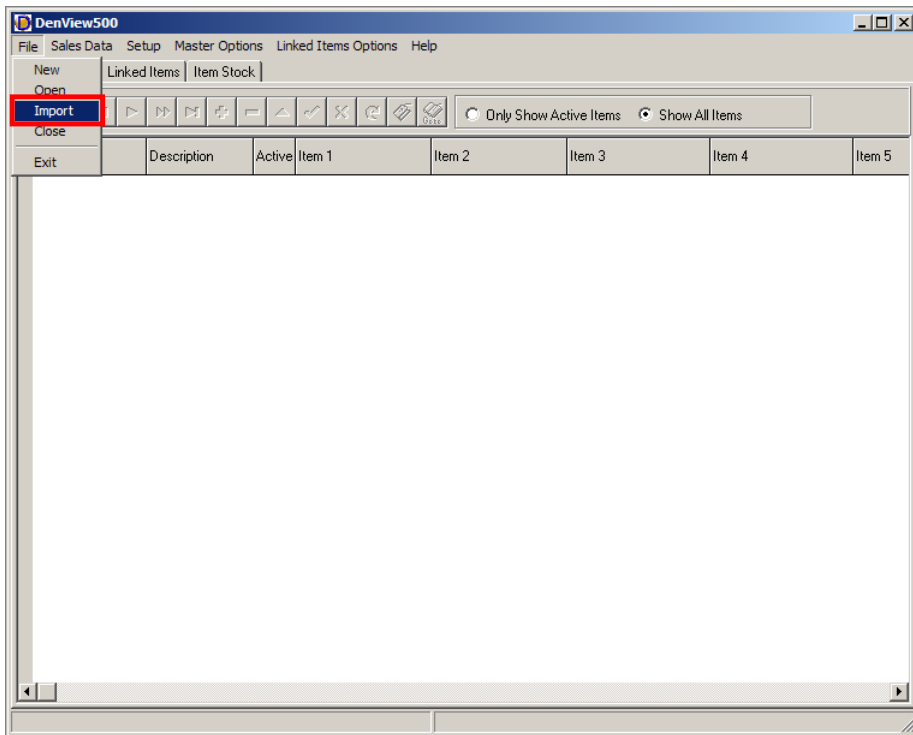 DenView500
File Sales Data Setup Master Options Linked Items Options Help
New
Open
Import
Close
Exit
Linked Items Item Stock
Goto
Only Show Active Items Show All Items
Description Active Item 1 Item 2 Item 3 Item 4 Item 5